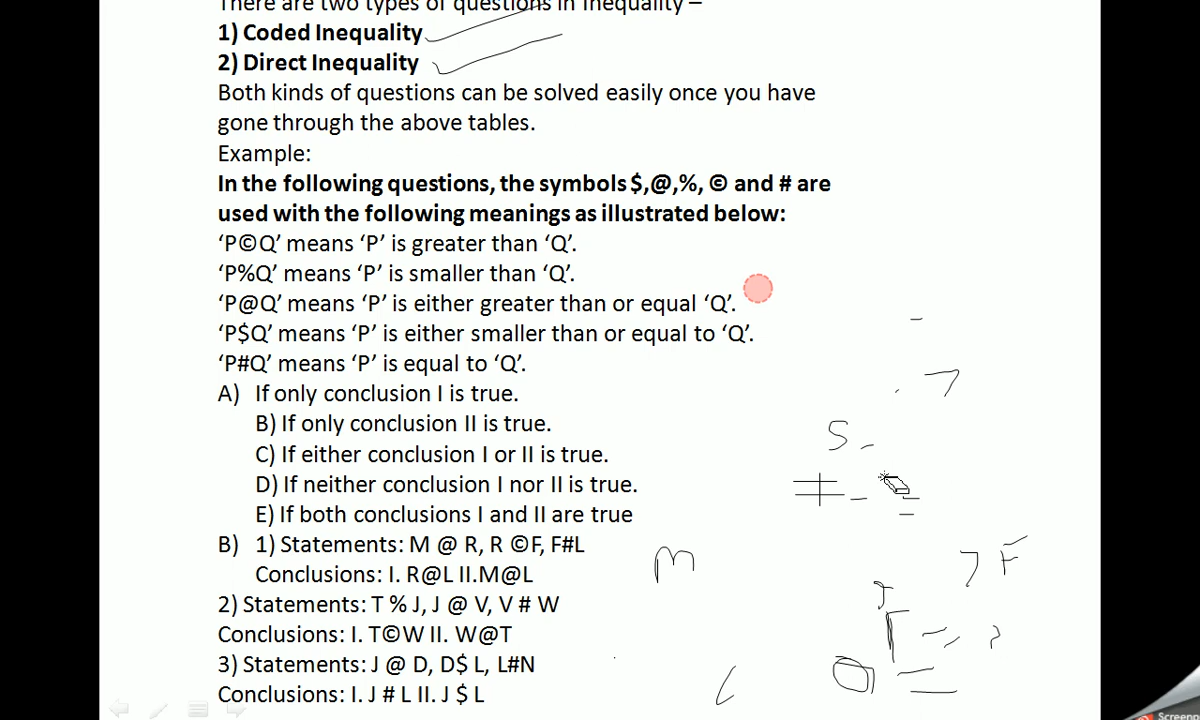 There are two types of questions in Inequality –
1) Coded Inequality
2) Direct Inequality
Both kinds of questions can be solved easily once you have
gone through the above tables.
Example:
In the following questions, the symbols $,@,%, © and # are
used with the following meanings as illustrated below:
‘P©Q’ means ‘P’ is greater than ‘Q’.
‘P%Q’ means ‘P’ is smaller than ‘Q’.
‘P@Q’ means ‘P’ is either greater than or equal ‘Q’.
‘P$Q’ means ‘P’ is either smaller than or equal to ‘Q’.
‘P#Q’ means ‘P’ is equal to ‘Q’.
A) If only conclusion I is true.
B) If only conclusion II is true.
C) If either conclusion I or II is true.
D) If neither conclusion I nor II is true.
E) If both conclusions I and II are true
B) 1) Statements: M @ R, R ©F, F#L
Conclusions: I. R@L II.M@L
2) Statements: T % J, J @ V, V # W
Conclusions: I. T©W II. W@T
3) Statements: J @ D, D$ L, L#N
Conclusions: I. J # L II. J $ L
S
M
F